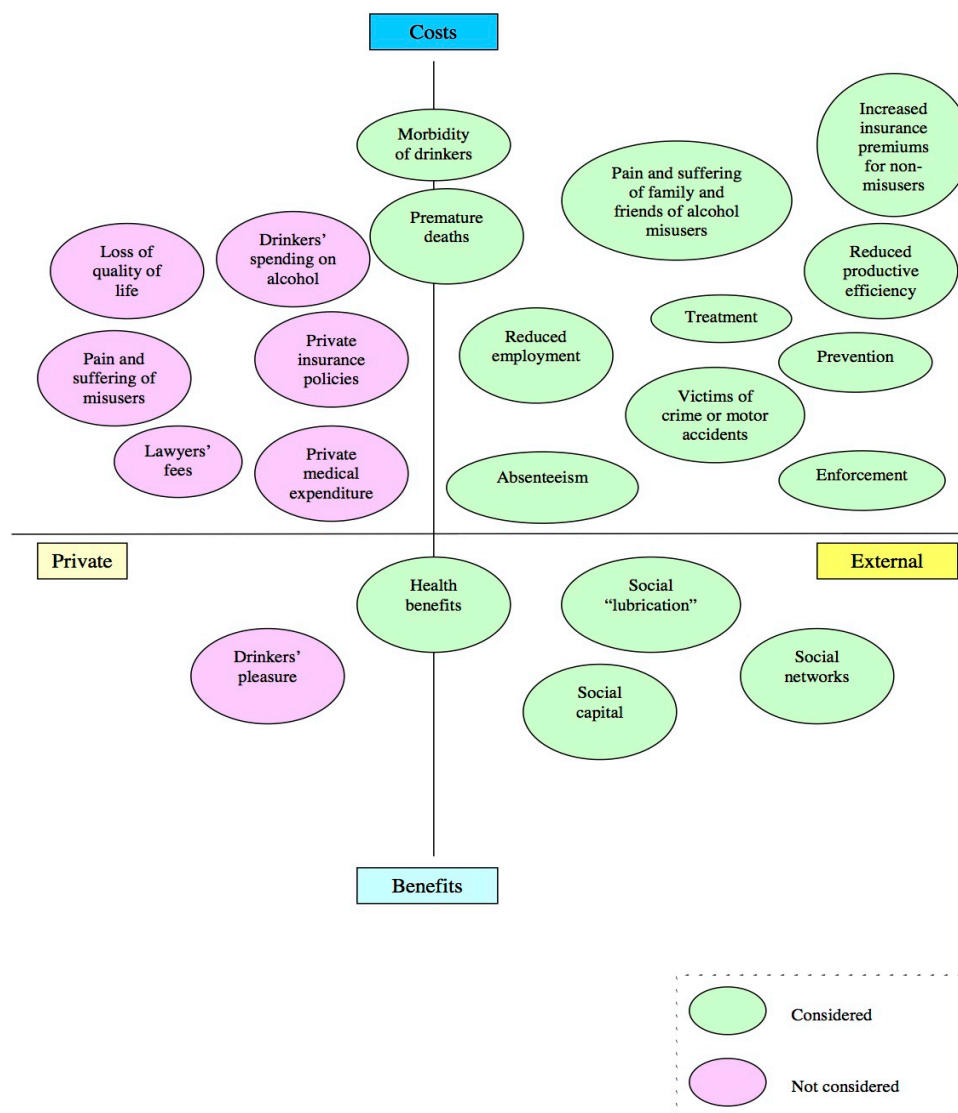 Costs
Morbidity
of drinkers
Increased
insurance
premiums
for non-
misusers
Pain and suffering
of family and
friends of alcohol
misusers
Premature
deaths
Loss of
quality of
life
Drinkers’
spending on
alcohol
Reduced
productive
efficiency
Treatment
Reduced
employment
Private
insurance
policies
Prevention
Pain and
suffering of
misusers
Victims of
crime or motor
accidents
Lawyers’
fees
Private
medical
expenditure
Absenteeism
Enforcement
Private
External
Health
benefits
Social
“lubrication”
Drinkers’
pleasure
Social
networks
Social
capital
Benefits
Considered
Not considered